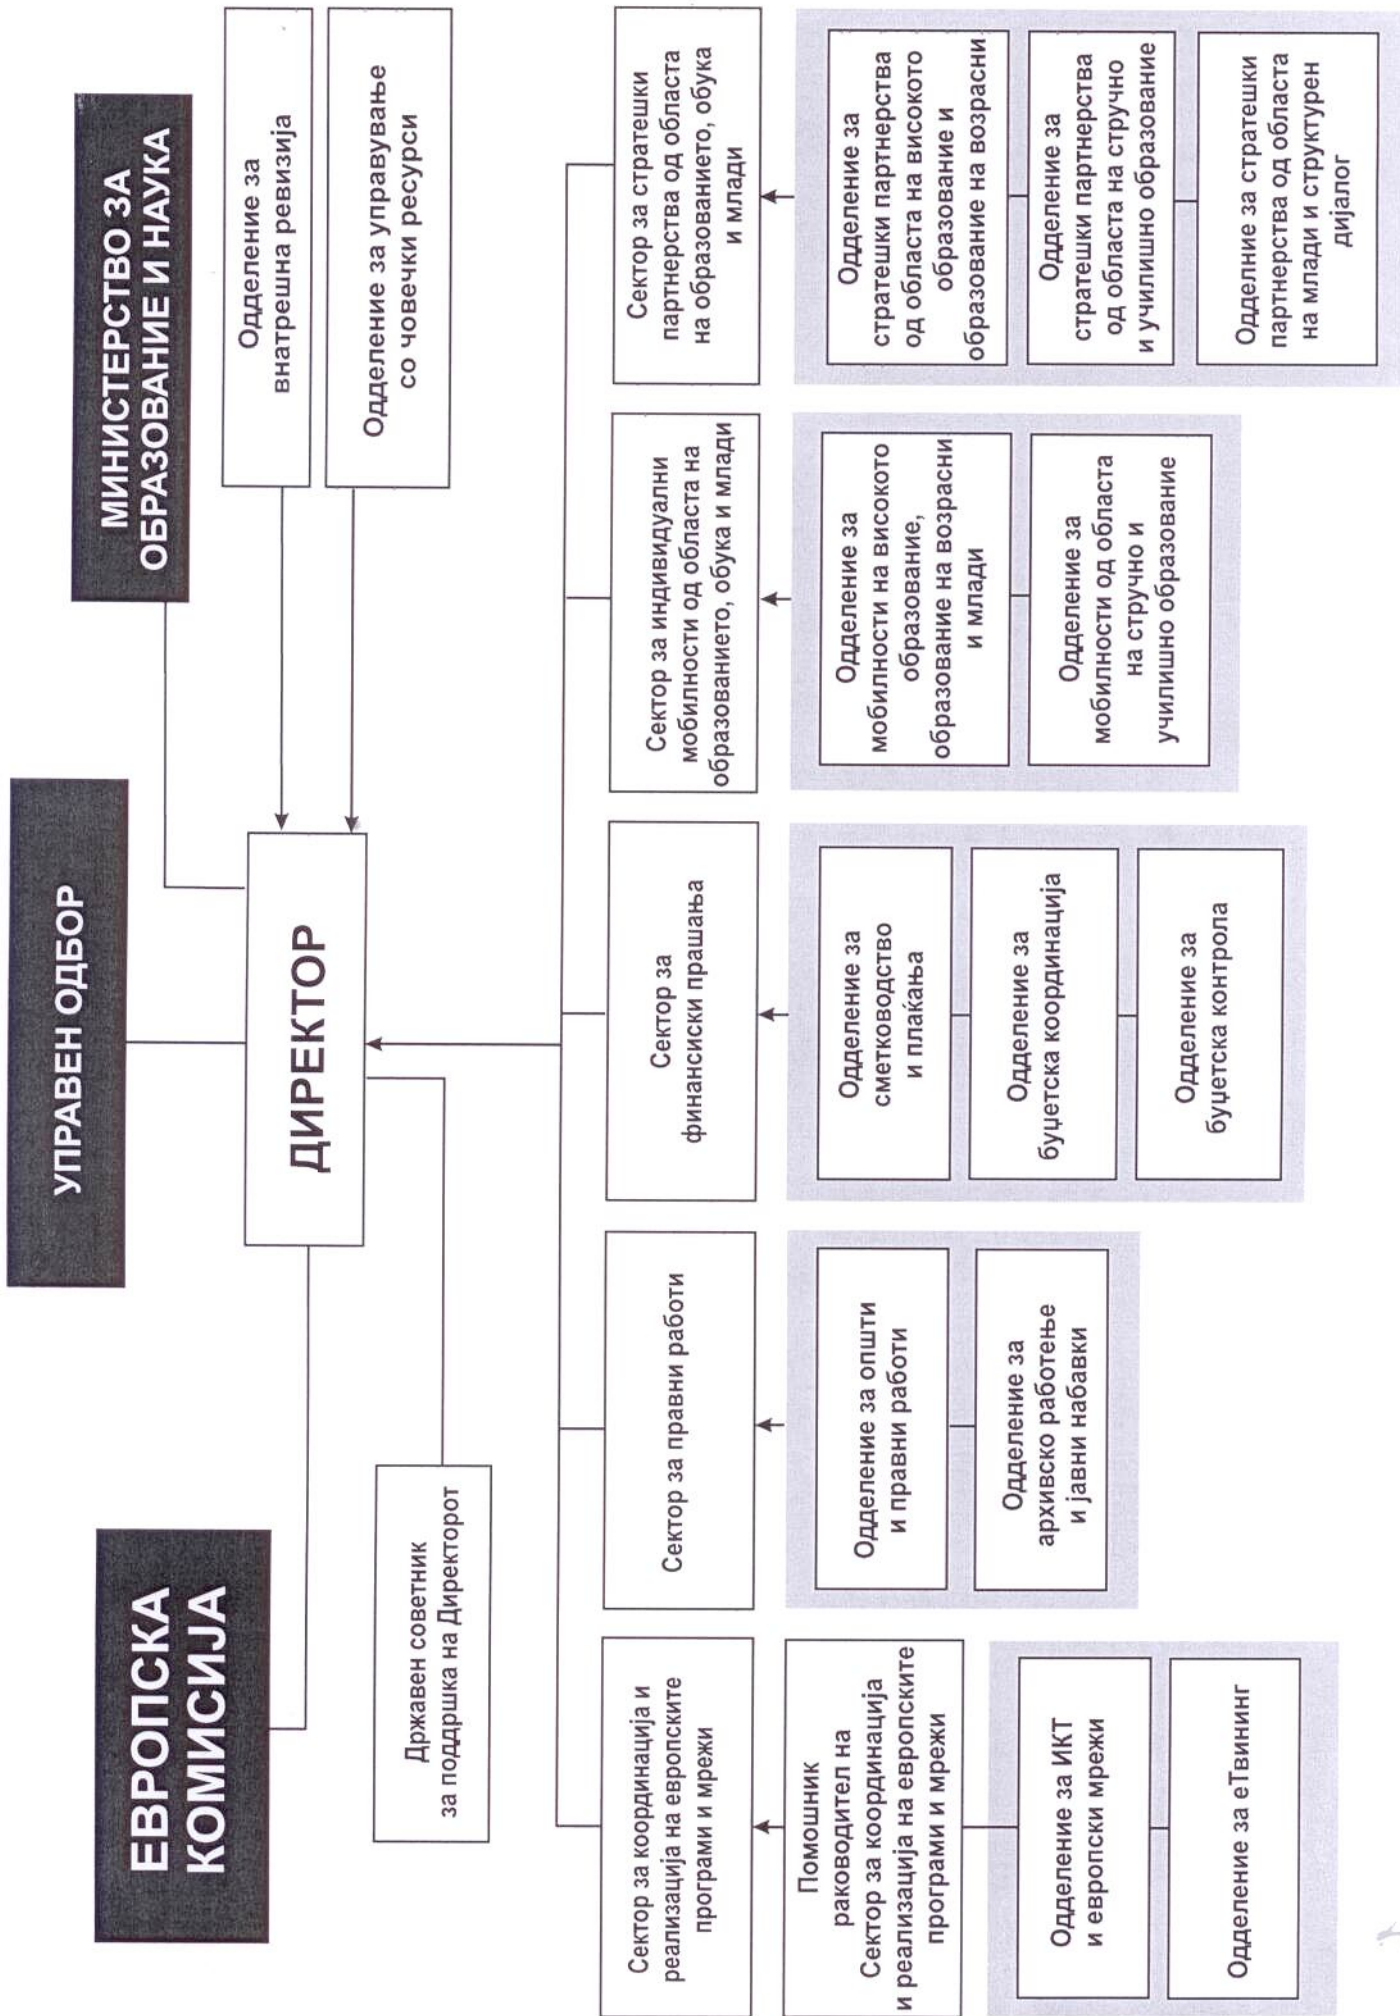 ЕВРОПСКА
КОМИСИЈА
УПРАВЕН ОДБОР
МИНИСТЕРСТВО ЗА
ОБРАЗОВАНИЕ И НАУКА
ДИРЕКТОР
Одделение за
внатрешна ревизија
Одделение за управување
со човечки ресурси
Државен советник
за поддршка на Директорот
Сектор за координација и
реализација на европските
програми и мрежи
Помошник
раководител на
Сектор за координација
и реализација на европските
програми и мрежи
Одделение за ИКТ
и европски мрежи
Одделение за еТвининг
Сектор за правни работи
Одделение за општи
и правни работи
Одделение за
архивско работење
и јавни набавки
Сектор за
финансиски прашања
Одделение за
сметководство
и плаќања
Одделение за
буџетска координација
Одделение за
буџетска контрола
Сектор за индивидуални
мобилности од областа на
образованието, обука и млади
Одделение за
мобилности на високото
образование,
образование на возрасни
и млади
Одделение за
мобилности од областа
на стручно и
училишно образование
Сектор за стратешки
партнерства од областа
на образованието, обука
и млади
Одделение за
стратешки партнерства
од областа на високото
образование и
образование на возрасни
Одделение за
стратешки партнерства
од областа на стручно
и училишно образование
Одделние за стратешки
партнерства од областа
на млади и структурен
дијалог